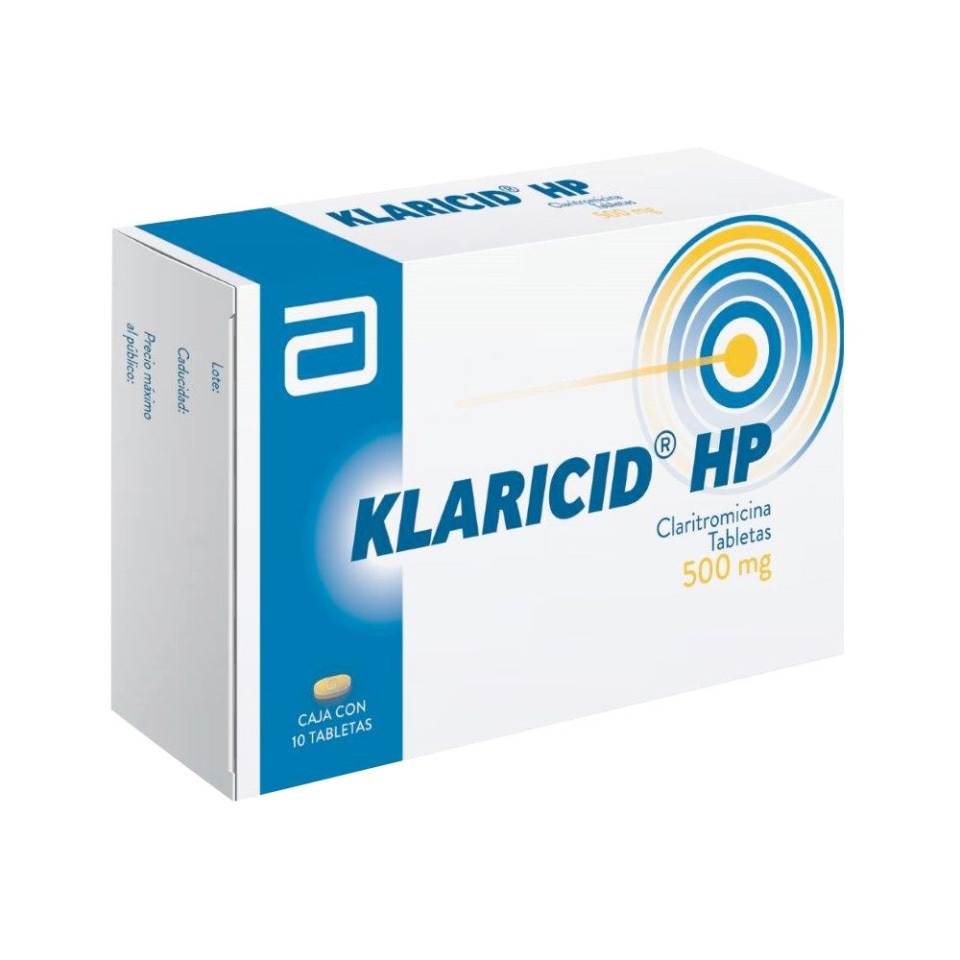 KLARICID® HP
Claritromicina
Tabletas
500 mg
Lote:
Caducidad:
Precio máximo
al público:
KLARICID® HP
Claritromicina
Tabletas
500 mg
CAJA CON
10 TABLETAS